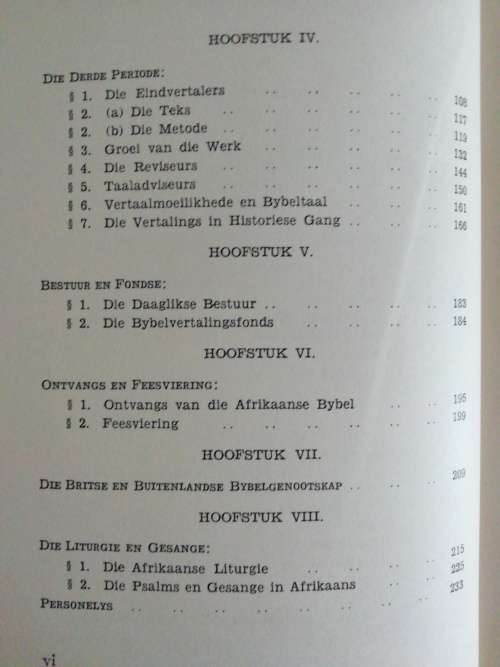 HOOFSTUK IV.
DIE DERDE PERIODE:
§ 1. Die Eindvertalers .. .. .. .. .. 108
§ 2. (a) Die Teks .. .. .. .. .. .. 117
§ 2. (b) Die Metode .. .. .. .. .. .. 119
§ 3. Groei van die Werk .. .. .. .. .. 132
§ 4. Die Reviseurs .. .. .. .. .. .. 144
§ 5. Taaladviseurs .. .. .. .. .. .. 150
§ 6. Vertaalmoeilikhede en Bybeltaal .. .. .. 161
§ 7. Die Vertalings in Historiese Gang .. .. .. 166
HOOFSTUK V.
BESTUUR EN FONDSE:
§ 1. Die Daaglikse Bestuur .. .. .. .. .. 183
§ 2. Die Bybelvertalingsfonds .. .. .. .. 184
HOOFSTUK VI.
ONTVANGS EN FEESVIERING:
§ 1. Ontvangs van die Afrikaanse Bybel .. .. 195
§ 2. Feesviering .. .. .. .. .. .. 199
HOOFSTUK VII.
DIE BRITSE EN BUITENLANDSE BYBELGENOOTSKAP .. .. .. 209
HOOFSTUK VIII.
DIE LITURGIE EN GESANGE: 215
§ 1. Die Afrikaanse Liturgie .. .. .. .. 225
§ 2. Die Psalms en Gesange in Afrikaans .. .. .. 233
PERSONELYS .. .. .. .. .. .. .. ..
vi